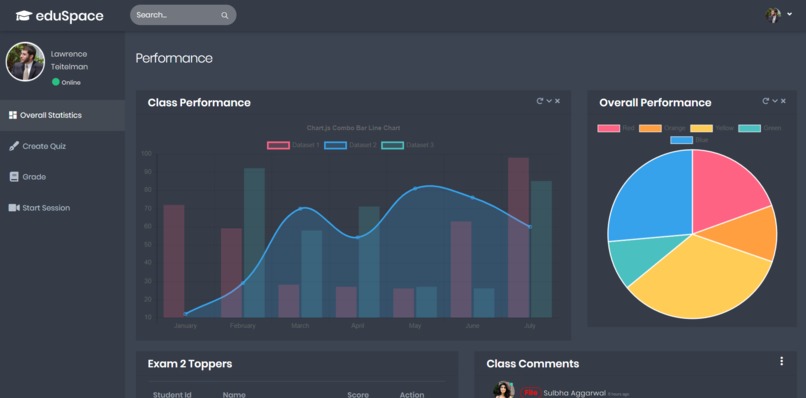 eduSpace
Search...
Lawrence
Teitelman
Online
Overall Statistics
Create Quiz
Grade
Start Session
Performance
Class Performance
Chart.js Combo Bar Line Chart
Dataset 1 Dataset 2 Dataset 3
100
90
80
70
60
50
40
30
20
10
January February March April May June July
Overall Performance
Red Orange Yellow Green
Blue
Exam 2 Toppers
Student Id Name Score Action
Class Comments
Sulbha Aggarwal